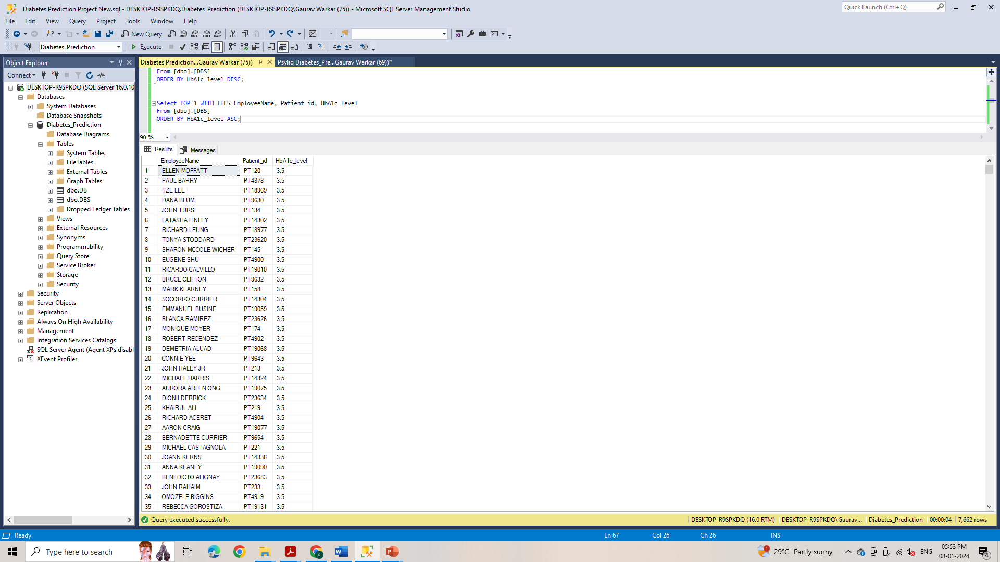 Diabetes Prediction Project New.sql - DESKTOP-R9SPKDQ.Diabetes_Prediction (DESKTOP-R9SPKDQ\Gaurav Warkar (75)) - Microsoft SQL Server Management Studio
Quick Launch (Ctrl+Q)
File Edit View Query Project Tools Window Help
New Query
MDX DMX XMLA DAX
Diabetes_Prediction
Execute
Object Explorer
Connect
DESKTOP-R9SPKDQ (SQL Server 16.0.10
Databases
System Databases
Database Snapshots
Diabetes_Prediction
Database Diagrams
Tables
System Tables
FileTables
External Tables
Graph Tables
dbo.DB
dbo.DBS
Dropped Ledger Tables
Views
External Resources
Synonyms
Programmability
Query Store
Service Broker
Storage
Security
Security
Server Objects
Replication
Always On High Availability
Management
Integration Services Catalogs
SQL Server Agent (Agent XPs disabl
XEvent Profiler
Diabetes Prediction...Gaurav Warkar (75))
Psyliq Diabetes_Pre...Gaurav Warkar (69))*
From [dbo].[DBS]
ORDER BY HbA1c_level DESC;
Select TOP 1 WITH TIES EmployeeName, Patient_id, HbA1c_level
From [dbo].[DBS]
ORDER BY HbA1c_level ASC;
90 %
Results Messages
EmployeeName Patient_id HbA1c_level
1 ELLEN MOFFATT PT120 3.5
2 PAUL BARRY PT4878 3.5
3 TZE LEE PT18969 3.5
4 DANA BLUM PT9630 3.5
5 JOHN TURSI PT134 3.5
6 LATASHA FINLEY PT14302 3.5
7 RICHARD LEUNG PT18977 3.5
8 TONYA STODDARD PT23620 3.5
9 SHARON MCCOLE WICHER PT145 3.5
10 EUGENE SHU PT4900 3.5
11 RICARDO CALVILLO PT19010 3.5
12 BRUCE CLIFTON PT9632 3.5
13 MARK KEARNEY PT158 3.5
14 SOCORRO CURRIER PT14304 3.5
15 EMMANUEL BUSINE PT19059 3.5
16 BLANCA RAMIREZ PT23626 3.5
17 MONIQUE MOYER PT174 3.5
18 ROBERT RECENDEZ PT4902 3.5
19 DEMETRIA ALUAD PT19068 3.5
20 CONNIE YEE PT9643 3.5
21 JOHN HALEY JR PT213 3.5
22 MICHAEL HARRIS PT14324 3.5
23 AURORA ARLEN ONG PT19075 3.5
24 DIONII DERRICK PT23634 3.5
25 KHAIRUL ALI PT219 3.5
26 RICHARD ACERET PT4904 3.5
27 AARON CRAIG PT19077 3.5
28 BERNADETTE CURRIER PT9654 3.5
29 MICHAEL CASTAGNOLA PT221 3.5
30 JOANN KERNS PT14336 3.5
31 ANNA KEANEY PT19090 3.5
32 BENEDICTO ALIGNAY PT23683 3.5
33 JOHN RAHAIM PT233 3.5
34 OMOZELE BIGGINS PT4919 3.5
35 REBECCA GOROSTIZA PT19131 3.5
Query executed successfully.
DESKTOP-R9SPKDQ (16.0 RTM) DESKTOP-R9SPKDQ\Gaurav... Diabetes_Prediction 00:00:04 7,662 rows
Ready
Ln 67 Col 26 Ch 26 INS
Type here to search
1
29°C Partly sunny
ENG
05:53 PM
08-01-2024
4